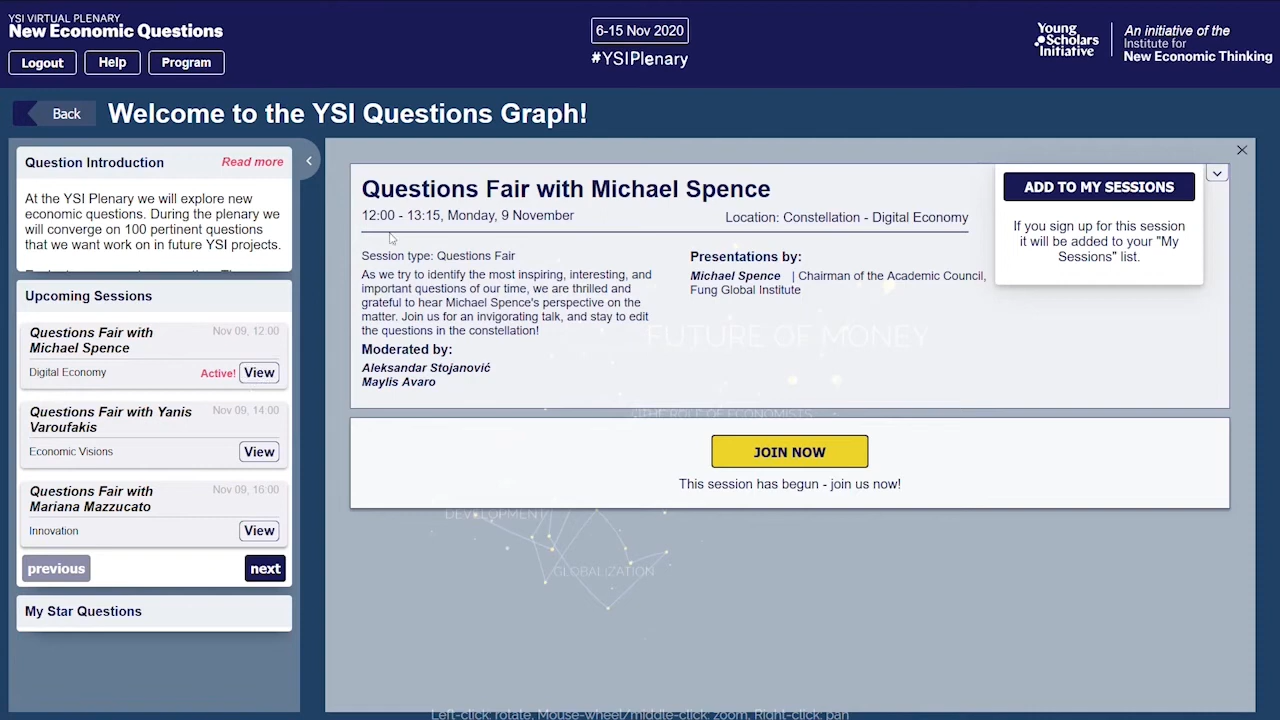 YSI VIRTUAL PLENARY
New Economic Questions
Logout
Help
Program
6-15 Nov 2020
#YSIPlenary
Young
Scholars
Initiative
An initiative of the
Institute for
New Economic Thinking
Back
Welcome to the YSI Questions Graph!
Question Introduction
Read more
At the YSI Plenary we will explore new
economic questions. During the plenary we
will converge on 100 pertinent questions
that we want work on in future YSI projects.
Upcoming Sessions
Questions Fair with
Michael Spence
Nov 09, 12:00
Digital Economy
Active!
View
Questions Fair with Yanis
Varoufakis
Nov 09, 14:00
Economic Visions
View
Questions Fair with
Mariana Mazzucato
Nov 09, 16:00
Innovation
View
previous
next
My Star Questions
Questions Fair with Michael Spence
12:00 - 13:15, Monday, 9 November
Location: Constellation - Digital Economy
Session type: Questions Fair
As we try to identify the most inspiring, interesting, and
important questions of our time, we are thrilled and
grateful to hear Michael Spence's perspective on the
matter. Join us for an invigorating talk, and stay to edit
the questions in the constellation!
Moderated by:
Aleksandar Stojanović
Maylis Avaro
Presentations by:
Michael Spence | Chairman of the Academic Council,
Fung Global Institute
ADD TO MY SESSIONS
If you sign up for this session
it will be added to your "My
Sessions" list.
FUTURE OF MONEY
THE ROLE OF ECONOMISTS
JOIN NOW
This session has begun - join us now!
DEVELOPMENT
GLOBALIZATION
Left-click: rotate, Mouse-wheel/middle-click: zoom, Right-click: pan